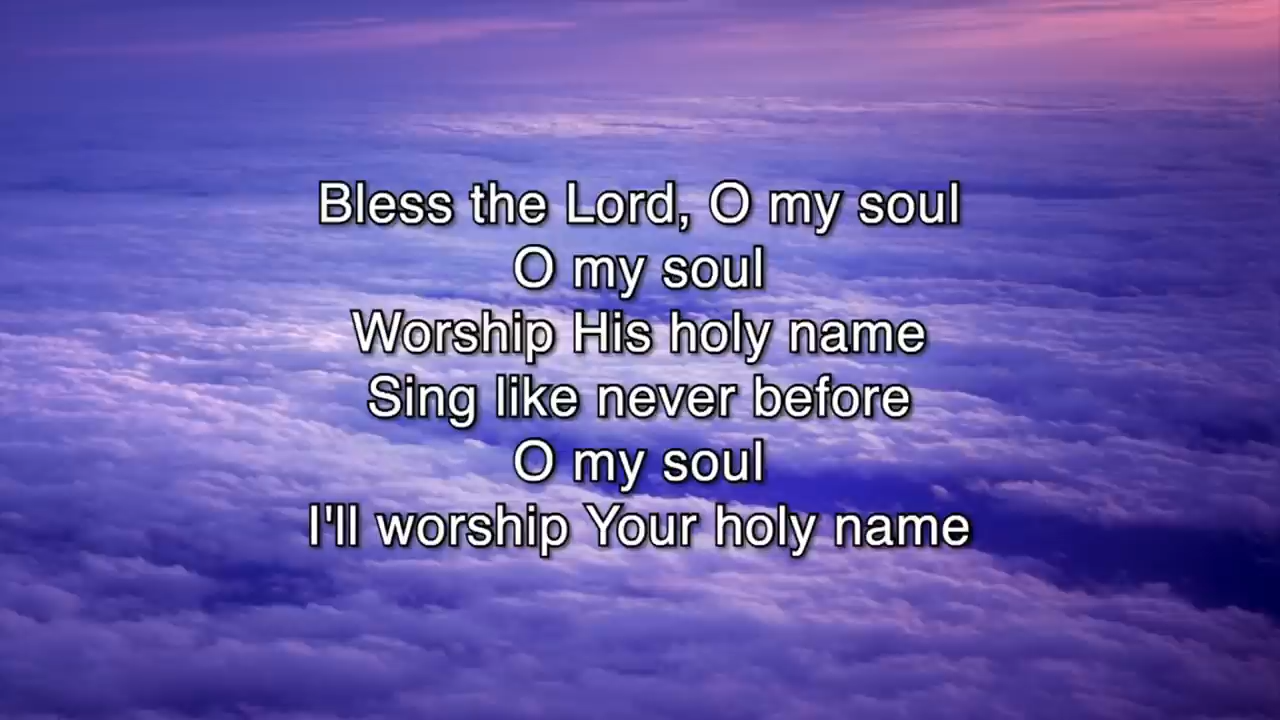 Bless the Lord, O my soul
O my soul
Worship His holy name
Sing like never before
O my soul
I'll worship Your holy name